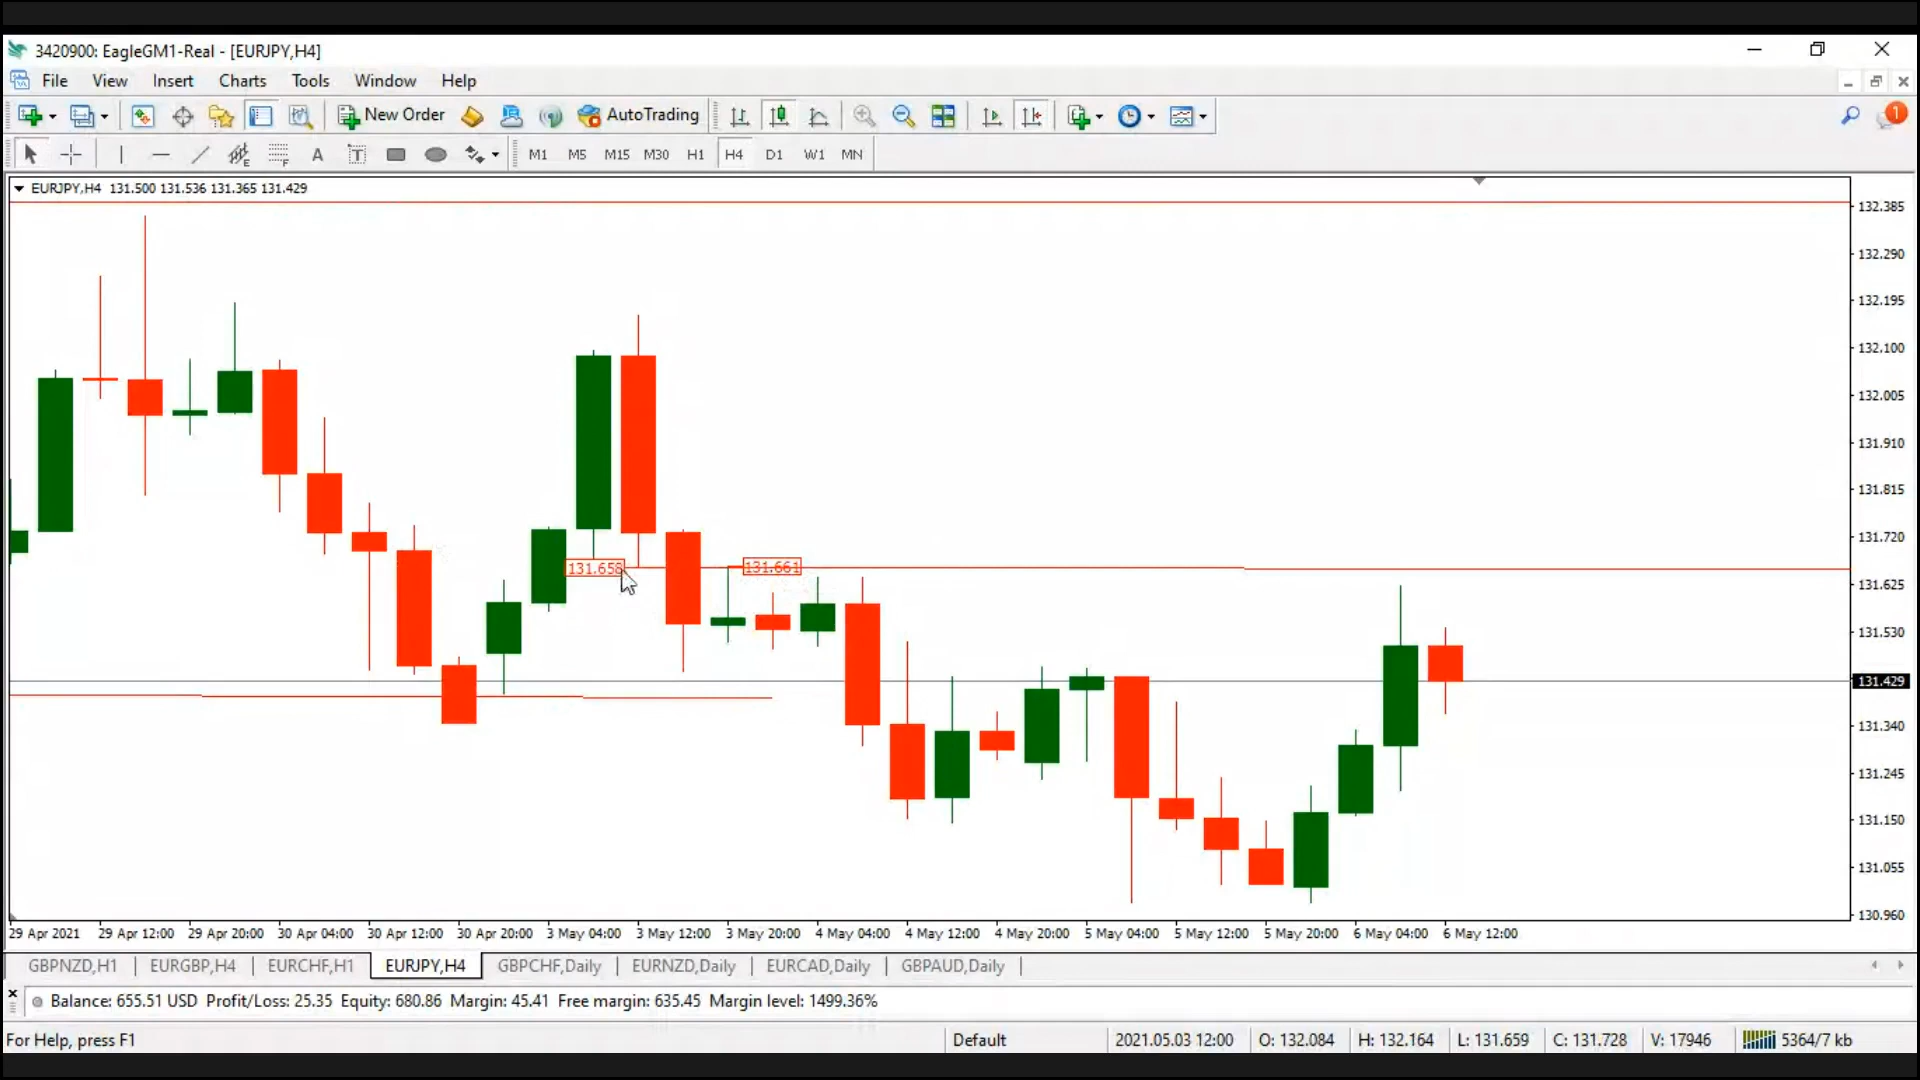 3420900: EagleGM1-Real - [EURJPY,H4]
File View Insert Charts Tools Window Help
New Order AutoTrading 1
A T M1 M5 M15 M30 H1 H4 D1 W1 MN
EURJPY,H4 131.500 131.536 131.365 131.429
132.385
132.290
132.195
132.100
132.005
131.910
131.815
131.720
131.658 131.661
131.625
131.530
131.429
131.340
131.245
131.150
131.055
130.960
29 Apr 2021 29 Apr 12:00 29 Apr 20:00 30 Apr 04:00 30 Apr 12:00 30 Apr 20:00 3 May 04:00 3 May 12:00 3 May 20:00 4 May 04:00 4 May 12:00 4 May 20:00 5 May 04:00 5 May 12:00 5 May 20:00 6 May 04:00 6 May 12:00
GBPNZD,H1 EURGBP,H4 EURCHF,H1 EURJPY,H4 GBPCHF,Daily EURNZD,Daily EURCAD,Daily GBPAUD,Daily
Balance: 655.51 USD Profit/Loss: 25.35 Equity: 680.86 Margin: 45.41 Free margin: 635.45 Margin level: 1499.36%
For Help, press F1 Default 2021.05.03 12:00 O: 132.084 H: 132.164 L: 131.659 C: 131.728 V: 17946 5364/7 kb